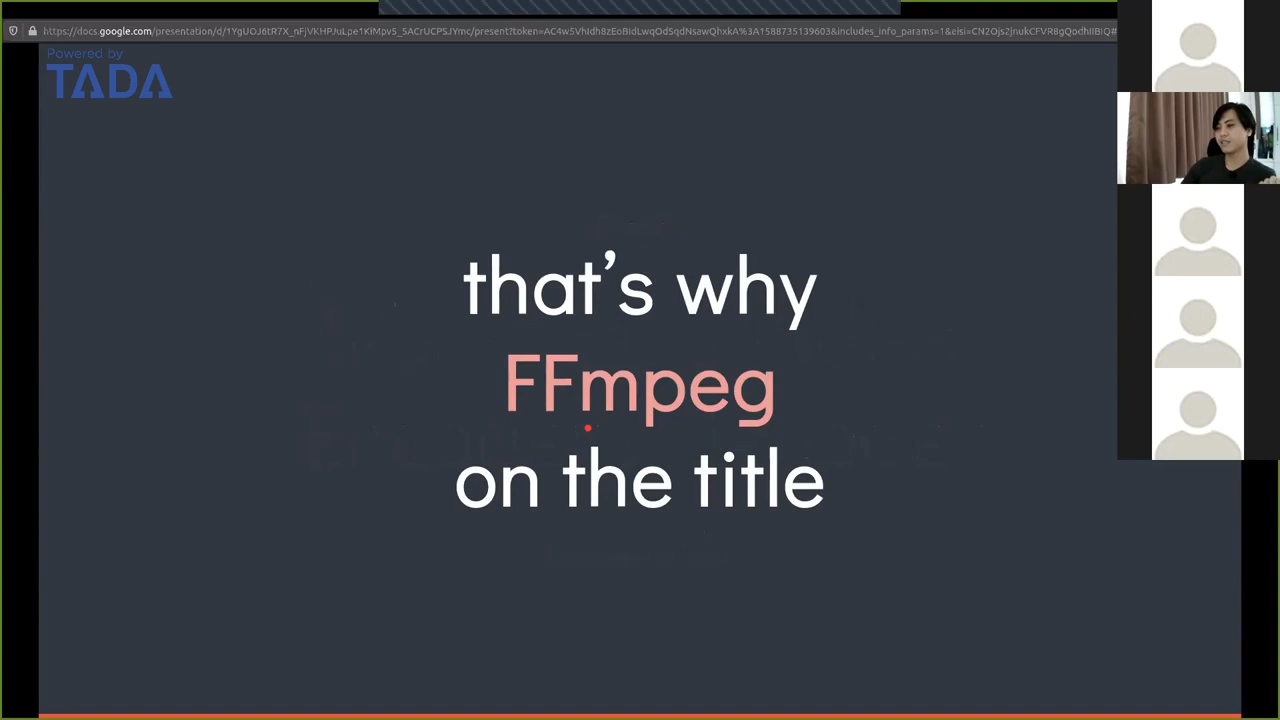 Powered by
TADA
that's why
FFmpeg
on the title